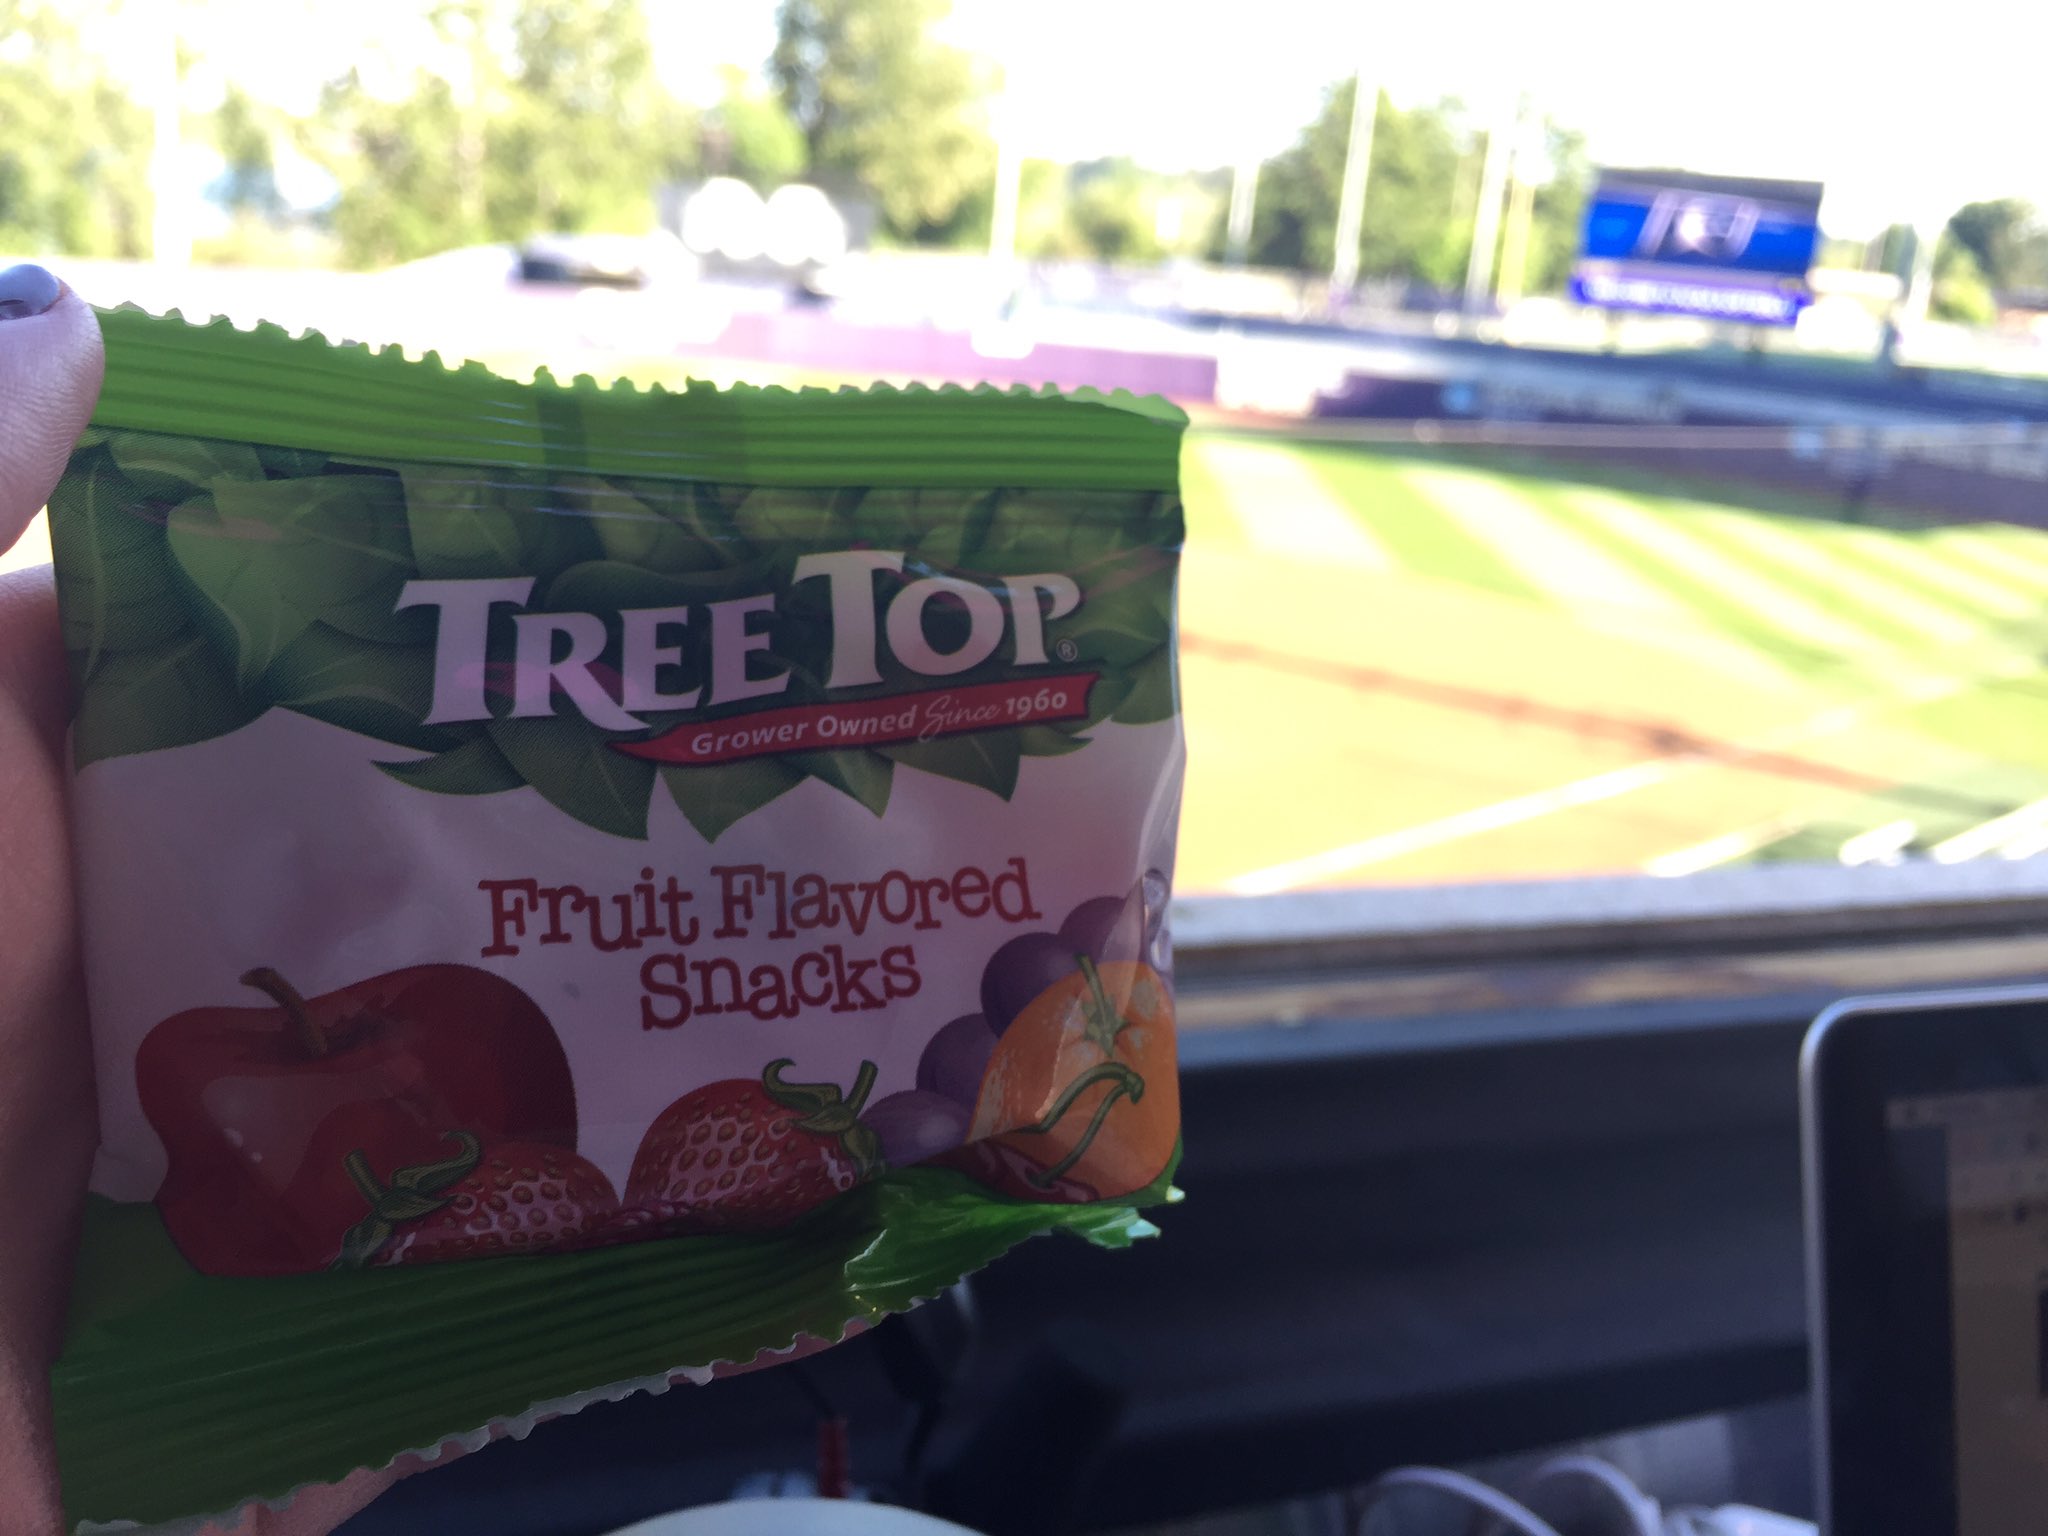 TREE TOP®
Grower Owned Since 1960
Fruit Flavored
Snacks